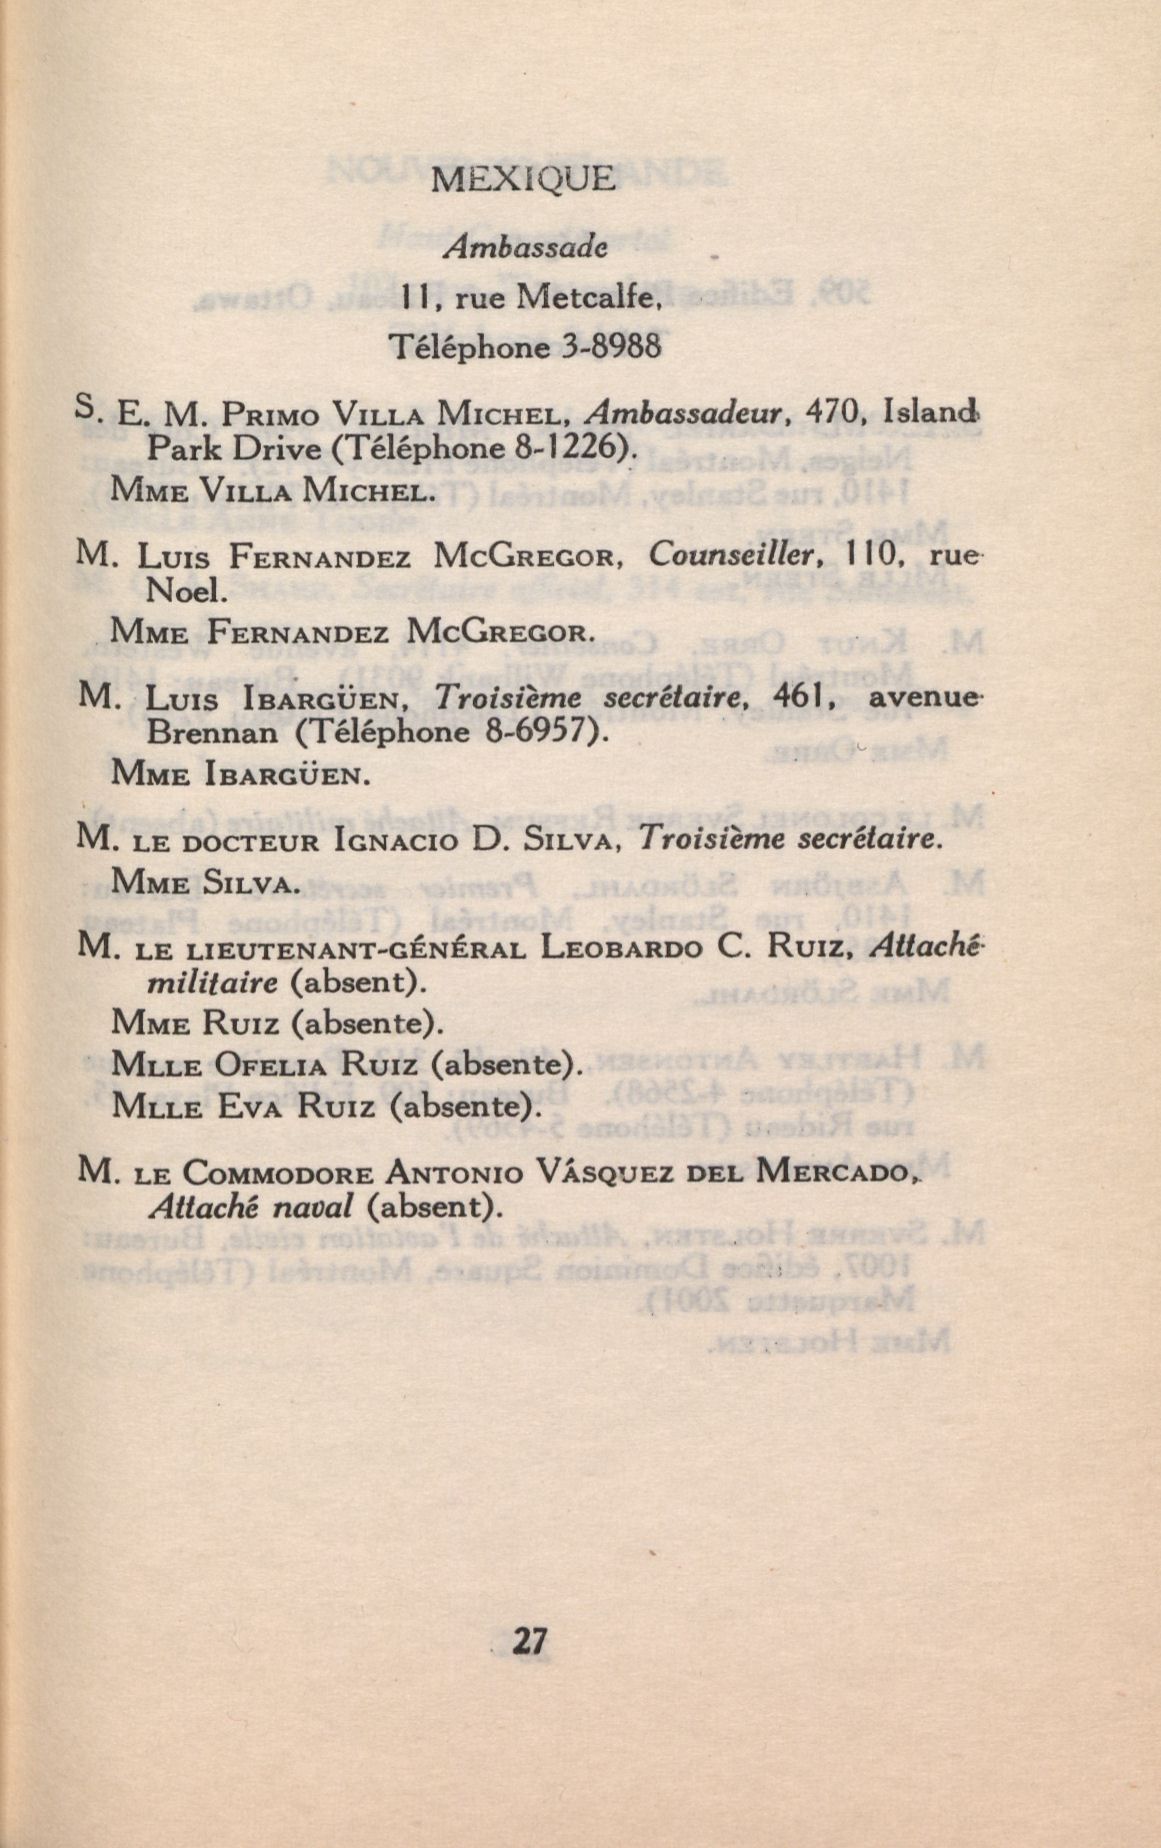 MEXIQUE
Ambassade
11, rue Metcalfe,
Téléphone 3-8988
S. E. M. PRIMO VILLA MICHEL, Ambassadeur, 470, Island
Park Drive (Téléphone 8-1226).
MME VILLA MICHEL.
M. LUIS FERNANDEZ MCGREGOR, Counseiller, 110, rue
Noel.
MME FERNANDEZ MCGREGOR.
M. LUIS IBARGÜEN, Troisième secrétaire, 461, avenue
Brennan (Téléphone 8-6957).
MME IBARGÜEN.
M. LE DOCTEUR IGNACIO D. SILVA, Troisième secrétaire.
MME SILVA.
M. LE LIEUTENANT-GÉNÉRAL LEOBARDO C. RUIZ, Attaché
militaire (absent).
MME RUIZ (absente).
MLLE OFELIA RUIZ (absente).
MLLE EVA RUIZ (absente).
M. LE COMMODORE ANTONIO VÁSQUEZ DEL MERCADO,
Attaché naval (absent).
27